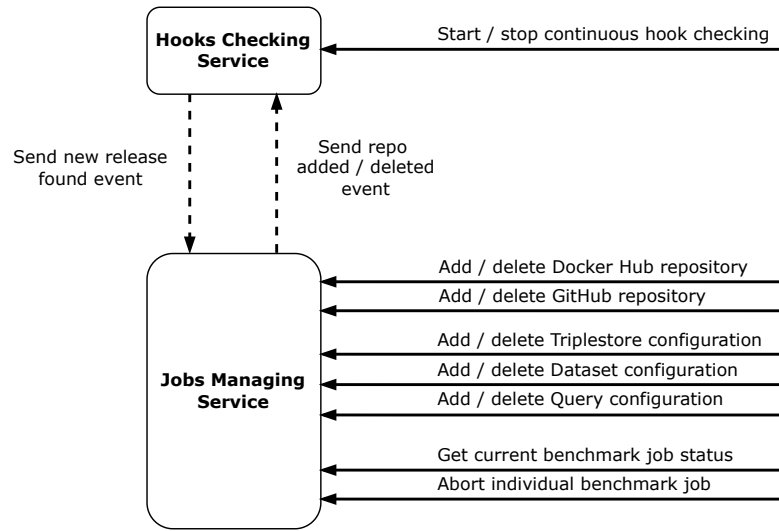 Hooks Checking
Service
Start / stop continuous hook checking
Send new release
found event
Send repo
added / deleted
event
Add / delete Docker Hub repository
Add / delete GitHub repository
Add / delete Triplestore configuration
Add / delete Dataset configuration
Add / delete Query configuration
Jobs Managing
Service
Get current benchmark job status
Abort individual benchmark job